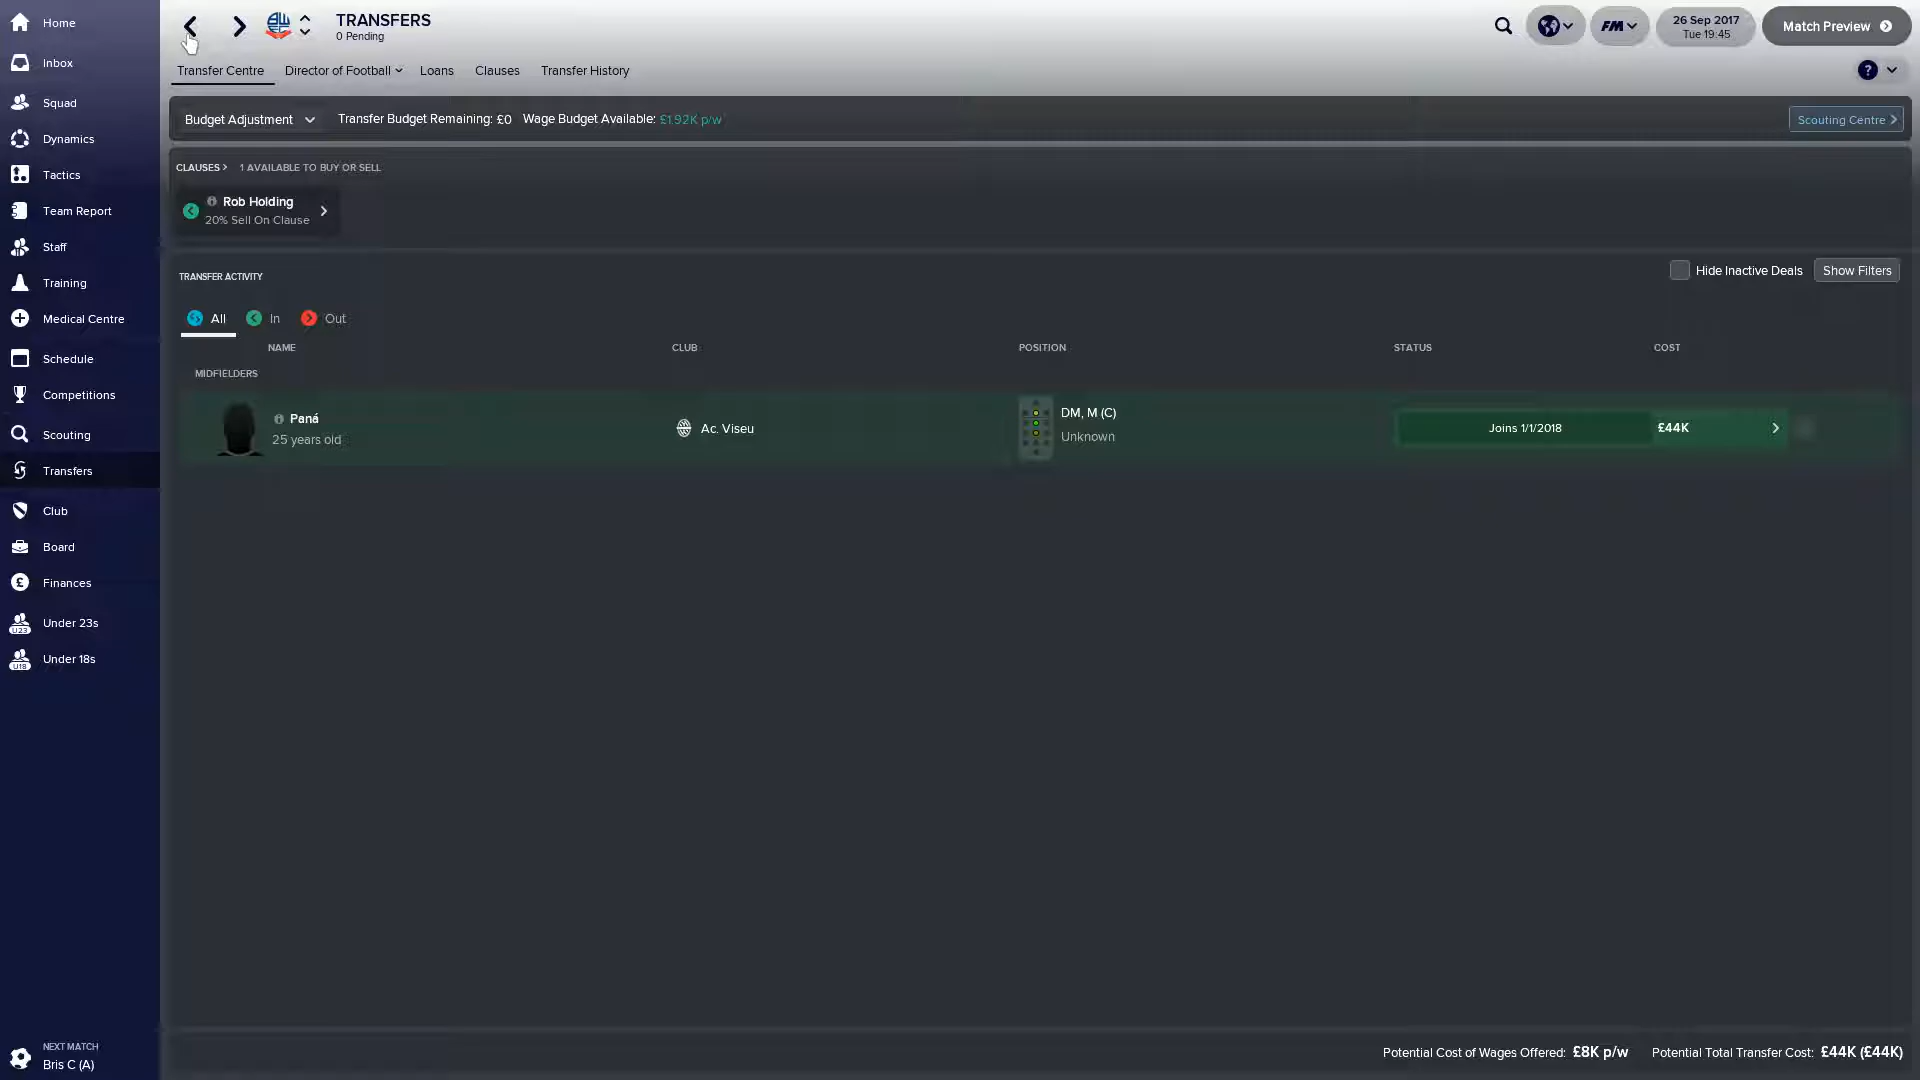 Home
Inbox
Squad
Dynamics
Tactics
Team Report
Staff
Training
Medical Centre
Schedule
Competitions
Scouting
Transfers
Club
Board
Finances
U23
Under 23s
U18
Under 18s
NEXT MATCH
Bris C (A)
TRANSFERS
0 Pending
FM
26 Sep 2017
Tue 19:45
Match Preview
Transfer Centre
Director of Football
Loans
Clauses
Transfer History
?
Budget Adjustment
Transfer Budget Remaining: £0 Wage Budget Available: £1.92K p/w
Scouting Centre >
CLAUSES > 1 AVAILABLE TO BUY OR SELL
Rob Holding
20% Sell On Clause
TRANSFER ACTIVITY
Hide Inactive Deals
Show Filters
All
In
Out
NAME CLUB POSITION STATUS COST
MIDFIELDERS
Paná
25 years old
Ac. Viseu
DM, M (C)
Unknown
Joins 1/1/2018
£44K
Potential Cost of Wages Offered: £8K p/w Potential Total Transfer Cost: £44K (£44K)